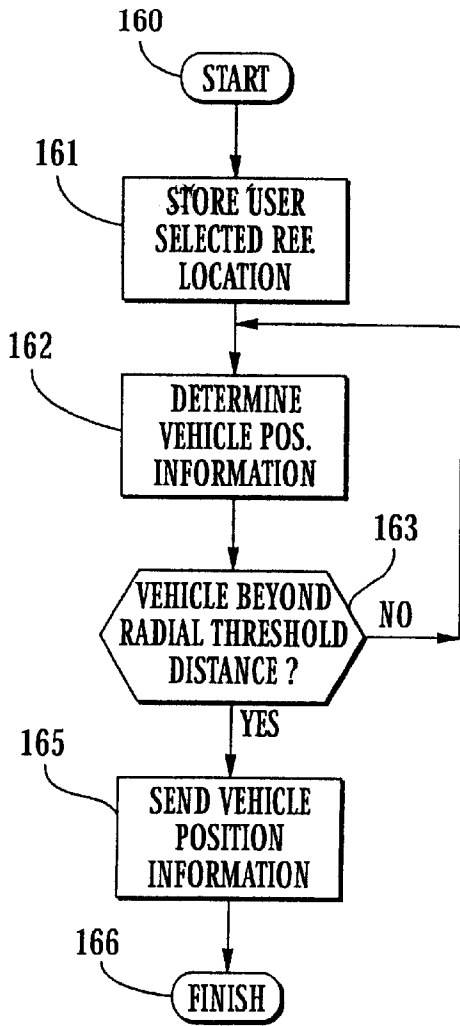 160
START
161
STORE USER
SELECTED REF.
LOCATION
162
DETERMINE
VEHICLE POS.
INFORMATION
163
VEHICLE BEYOND
RADIAL THRESHOLD
DISTANCE ?
NO
YES
165
SEND VEHICLE
POSITION
INFORMATION
166
FINISH